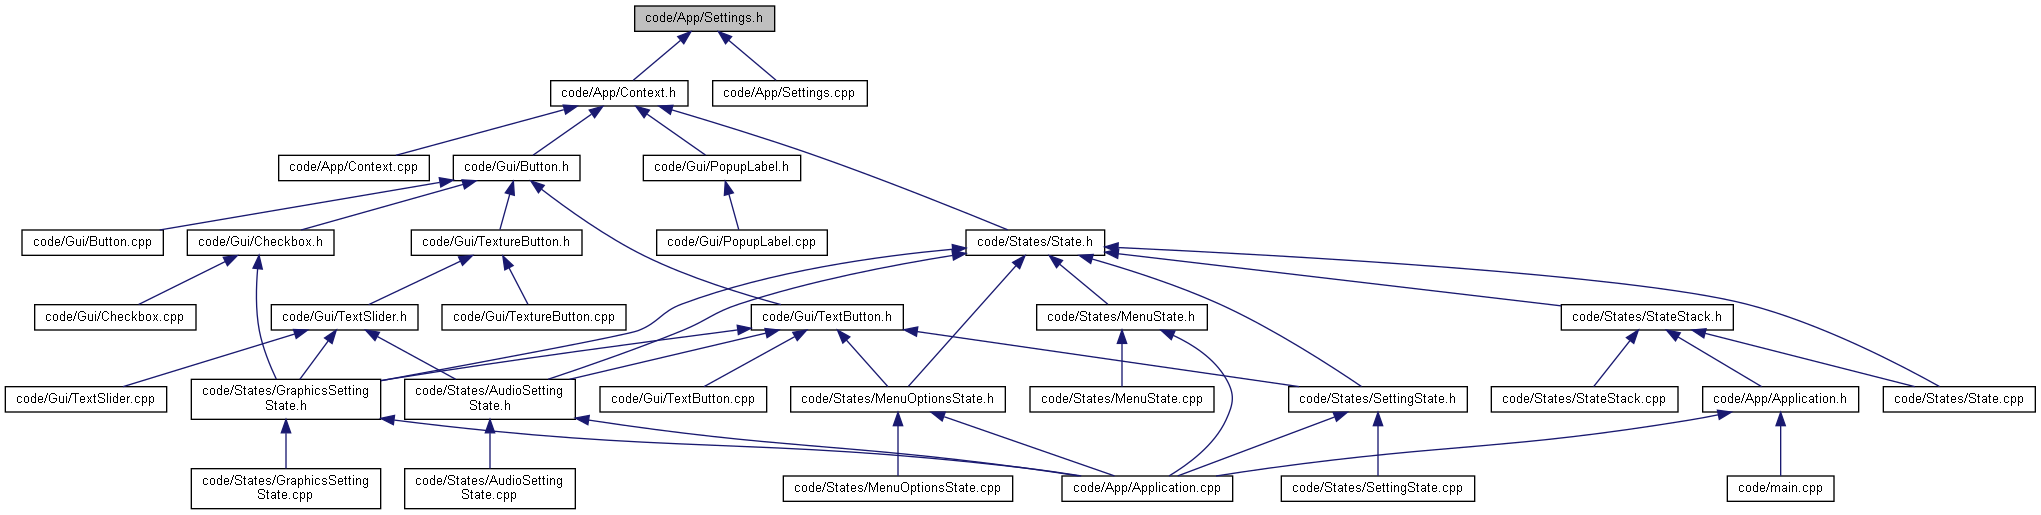 code/App/Settings.h
code/App/Context.h
code/App/Settings.cpp
code/App/Context.cpp
code/Gui/Button.h
code/Gui/PopupLabel.h
code/Gui/Button.cpp
code/Gui/Checkbox.h
code/Gui/TextureButton.h
code/Gui/PopupLabel.cpp
code/States/State.h
code/Gui/Checkbox.cpp
code/Gui/TextSlider.h
code/Gui/TextureButton.cpp
code/Gui/TextButton.h
code/States/MenuState.h
code/States/StateStack.h
code/Gui/TextSlider.cpp
code/States/GraphicsSetting
State.h
code/States/AudioSetting
State.h
code/Gui/TextButton.cpp
code/States/MenuOptionsState.h
code/States/MenuState.cpp
code/States/SettingState.h
code/States/StateStack.cpp
code/App/Application.h
code/States/State.cpp
code/States/GraphicsSetting
State.cpp
code/States/AudioSetting
State.cpp
code/States/MenuOptionsState.cpp
code/App/Application.cpp
code/States/SettingState.cpp
code/main.cpp